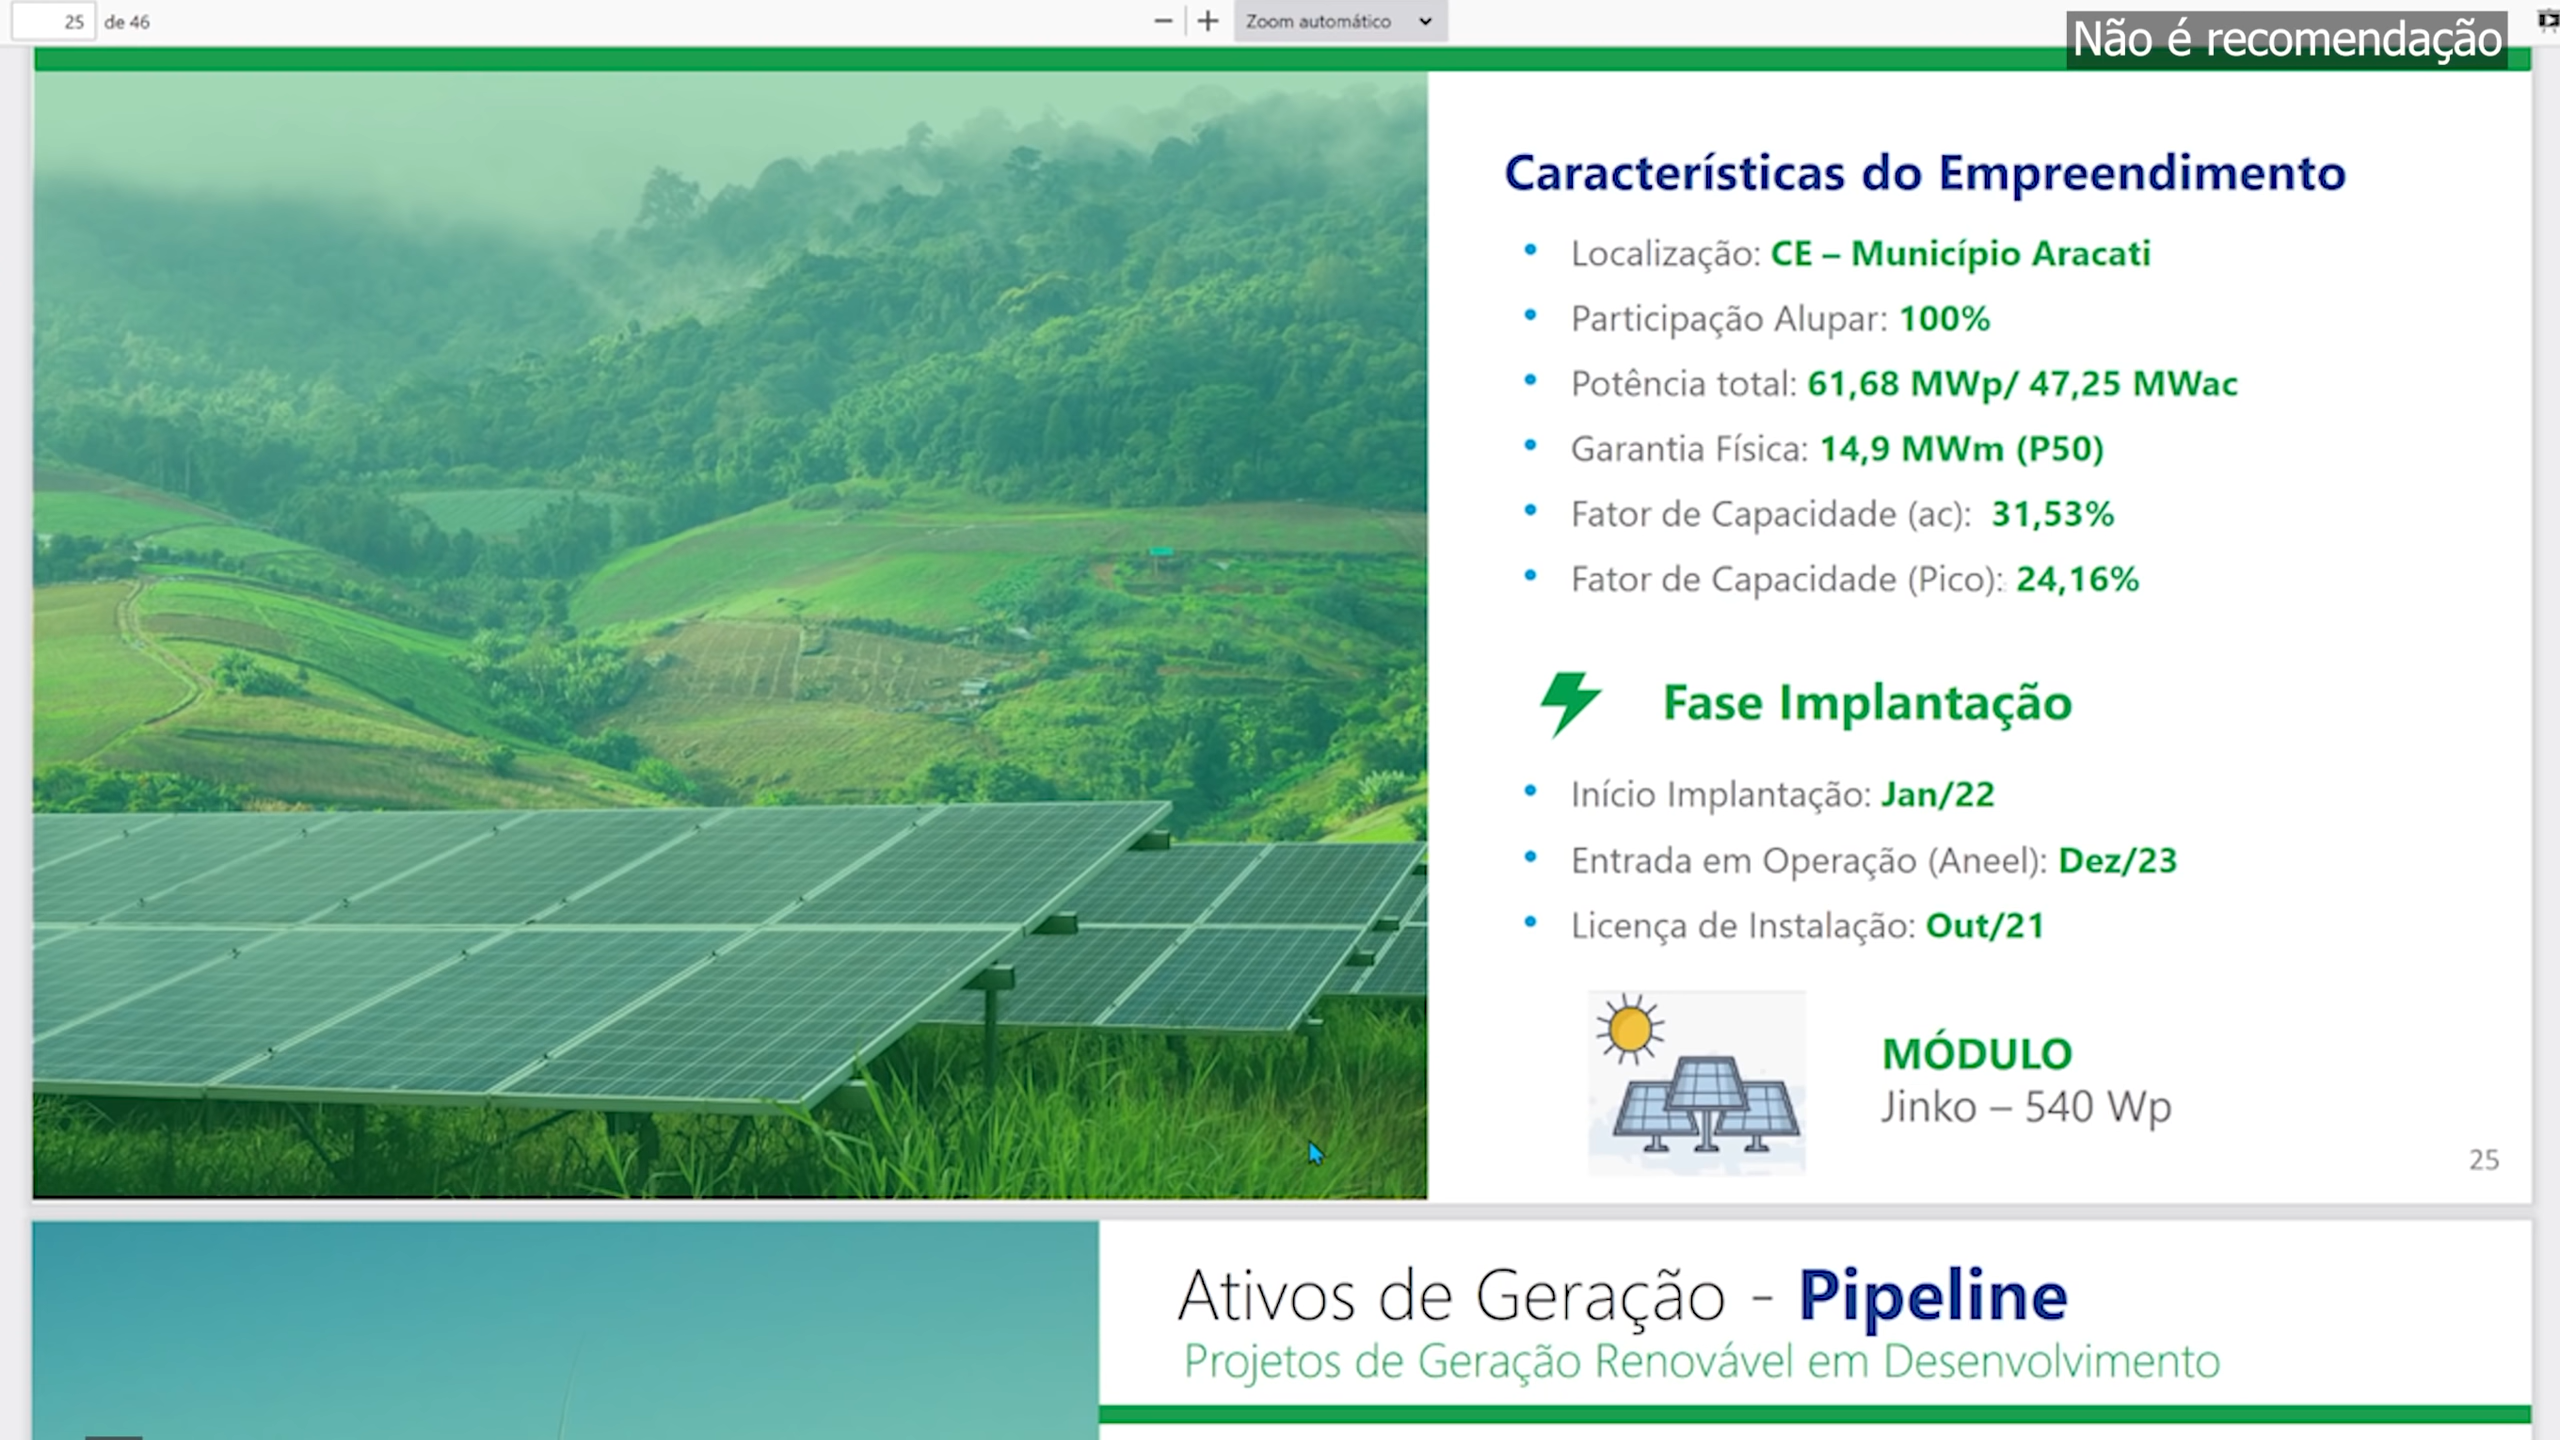 25 de 46
Zoom automático
Não é recomendação
Características do Empreendimento
• Localização: CE – Município Aracati
• Participação Alupar: 100%
• Potência total: 61,68 MWp/ 47,25 MWac
• Garantia Física: 14,9 MWm (P50)
• Fator de Capacidade (ac): 31,53%
• Fator de Capacidade (Pico): 24,16%
Fase Implantação
• Início Implantação: Jan/22
• Entrada em Operação (Aneel): Dez/23
• Licença de Instalação: Out/21
MÓDULO
Jinko – 540 Wp
25
Ativos de Geração - Pipeline
Projetos de Geração Renovável em Desenvolvimento